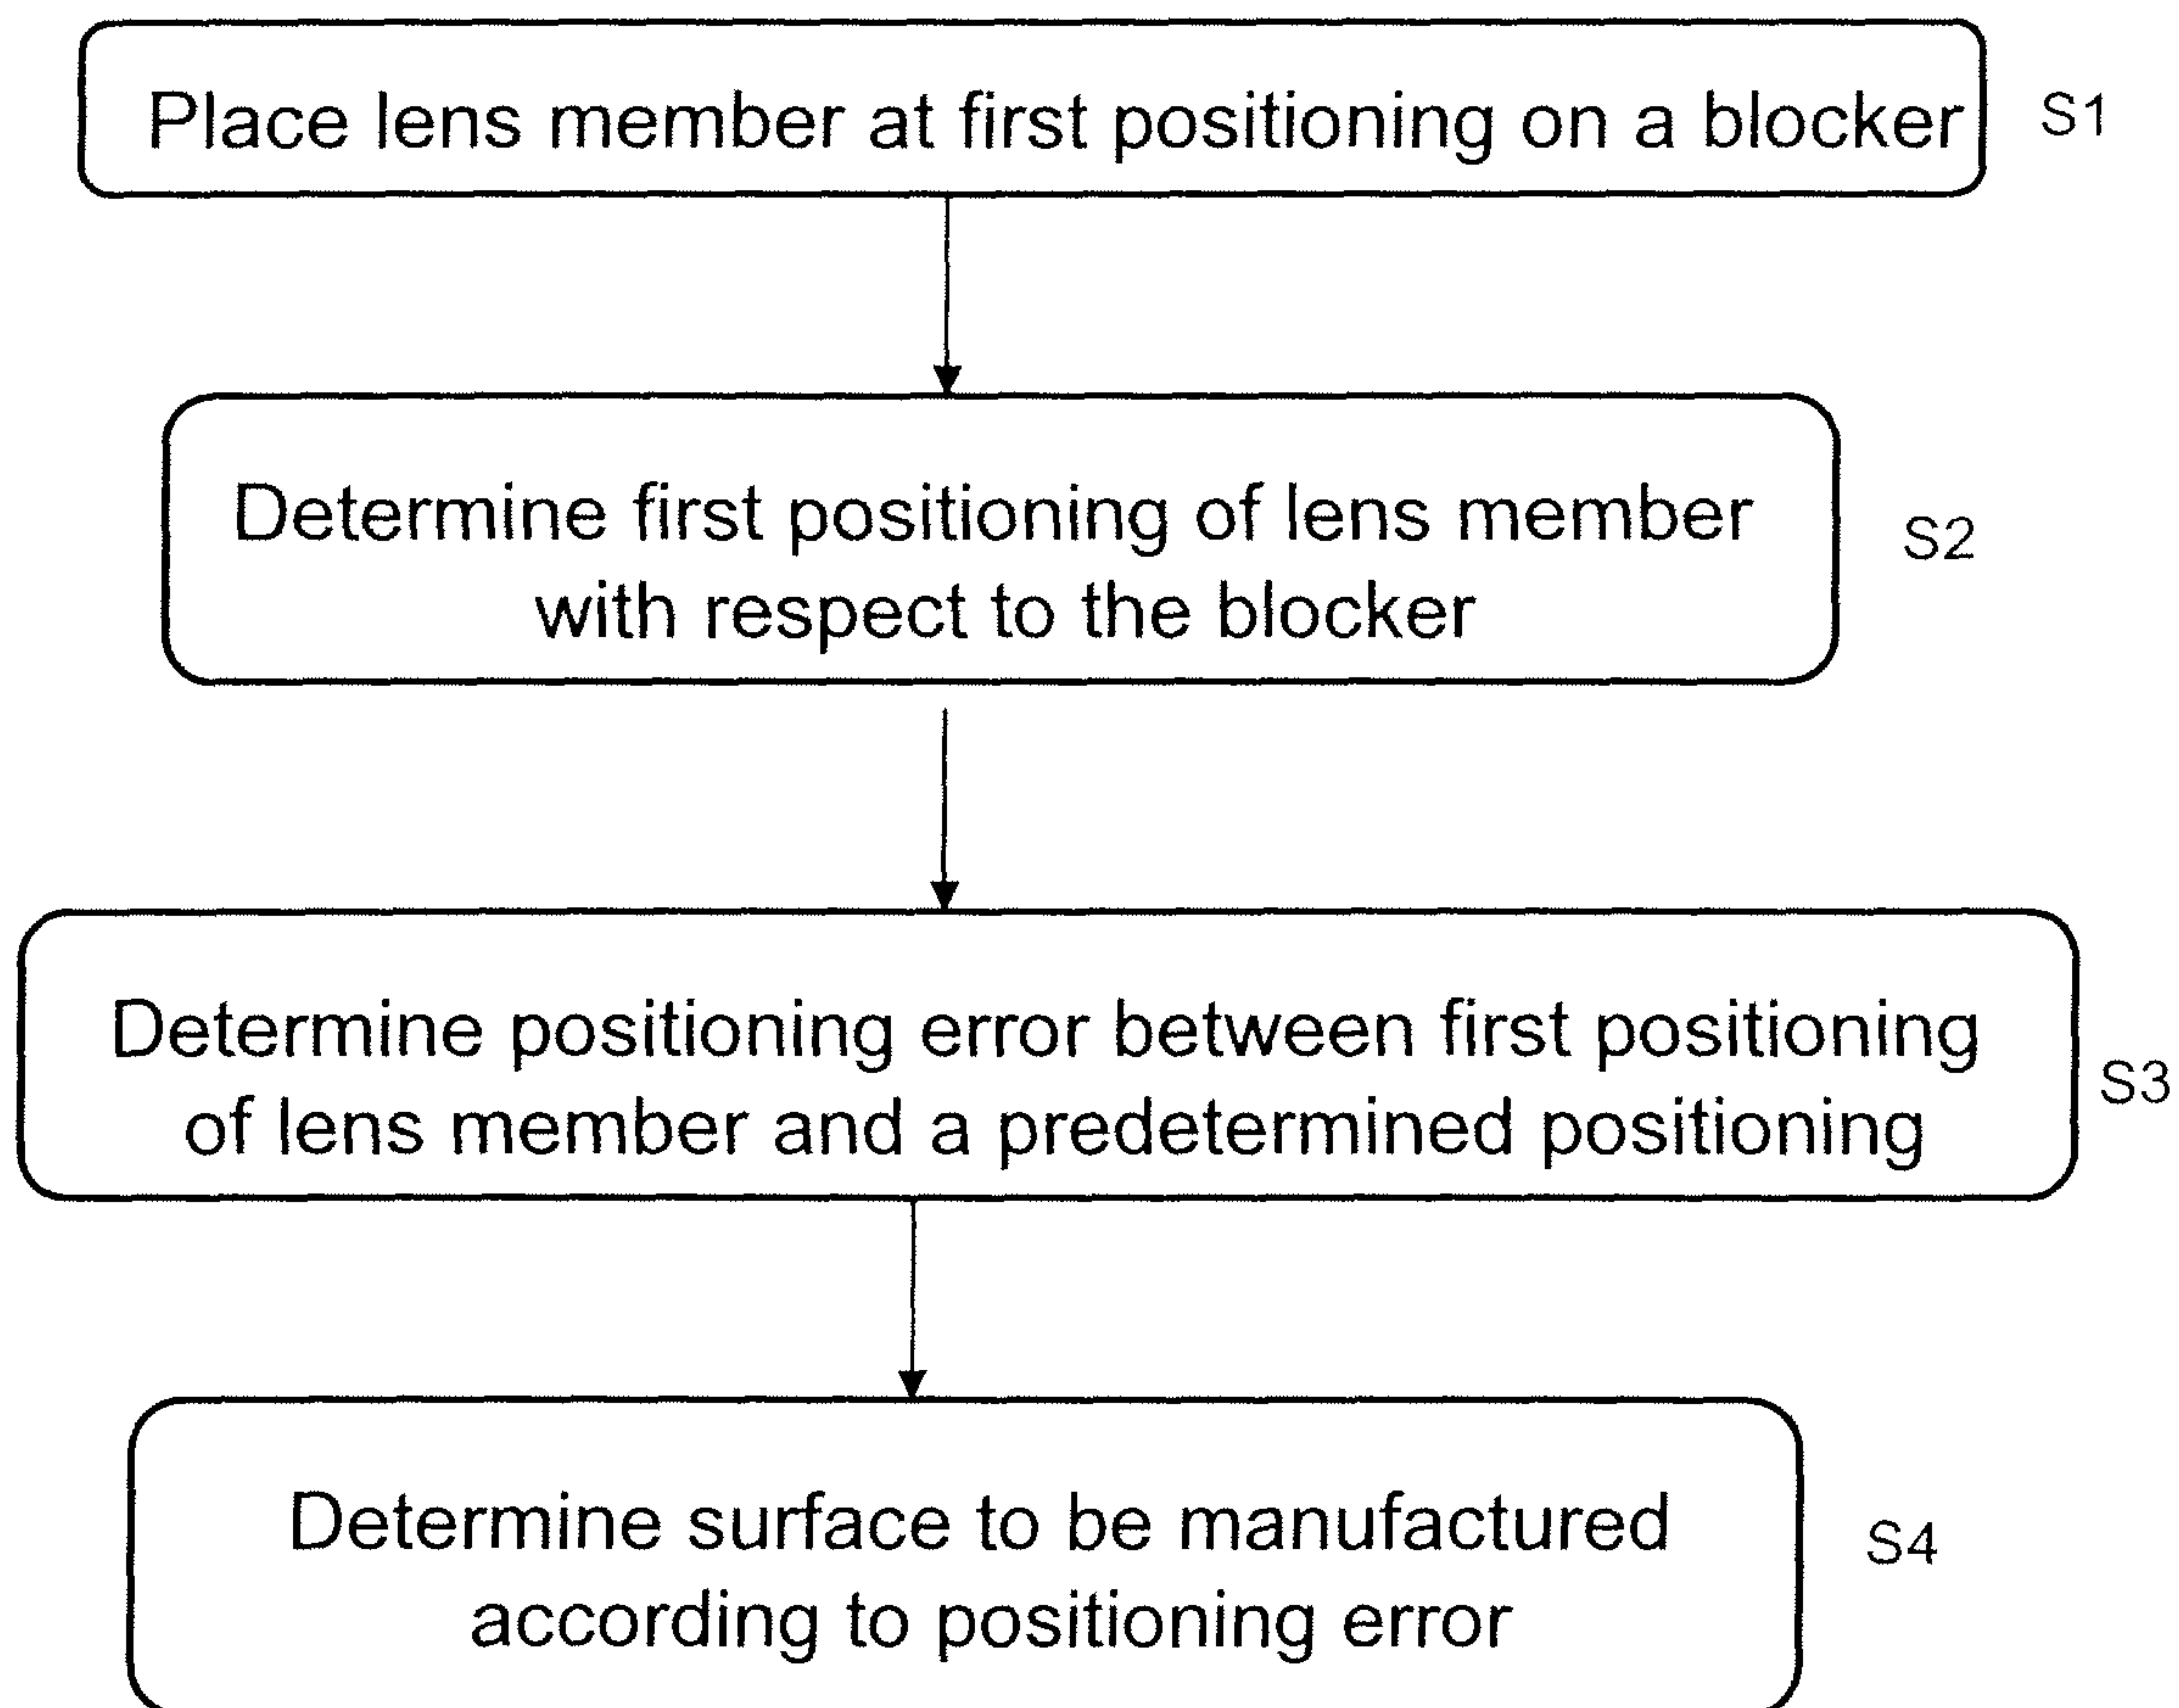 Place lens member at first positioning on a blocker
S1
Determine first positioning of lens member
with respect to the blocker
S2
Determine positioning error between first positioning
of lens member and a predetermined positioning
S3
Determine surface to be manufactured
according to positioning error
S4